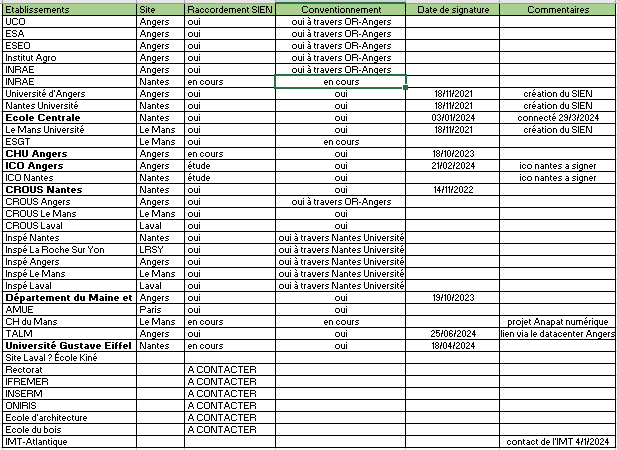 Etablissements Site Raccordement SIEN Conventionnement Date de signature Commentaires
UCO Angers oui oui à travers OR-Angers
ESA Angers oui oui à travers OR-Angers
ESEO Angers oui oui à travers OR-Angers
Institut Agro Angers oui oui à travers OR-Angers
INRAE Angers oui oui à travers OR-Angers
INRAE Nantes en cours en cours
Université d'Angers Angers oui oui 18/11/2021 création du SIEN
Nantes Université Nantes oui oui 18/11/2021 création du SIEN
Ecole Centrale Nantes oui oui 03/01/2024 connecté 29/3/2024
Le Mans Université Le Mans oui oui 18/11/2021 création du SIEN
ESGT Le Mans oui en cours
CHU Angers Angers en cours oui 18/10/2023
ICO Angers Angers étude oui 21/02/2024 ico nantes a signer
ICO Nantes Nantes étude oui ico nantes a signer
CROUS Nantes Nantes oui oui 14/11/2022
CROUS Angers Angers oui oui à travers OR-Angers
CROUS Le Mans Le Mans oui oui
CROUS Laval Laval oui oui
Inspé Nantes Nantes oui oui à travers Nantes Université
Inspé La Roche Sur Yon LRSY oui oui à travers Nantes Université
Inspé Angers Angers oui oui à travers Nantes Université
Inspé Le Mans Le Mans oui oui à travers Nantes Université
Inspé Laval Laval oui oui à travers Nantes Université
Département du Maine et Angers oui oui 19/10/2023
AMUE Paris oui oui
CH du Mans Le Mans en cours en cours projet Anapat numérique
TALM Angers oui oui 25/06/2024 lien via le datacenter Angers
Université Gustave Eiffel Nantes en cours oui 18/04/2024
Site Laval ? École Kiné
Rectorat A CONTACTER
IFREMER A CONTACTER
INSERM A CONTACTER
ONIRIS A CONTACTER
Ecole d'architecture A CONTACTER
Ecole du bois A CONTACTER
IMT-Atlantique contact de l'IMT 4/1/2024